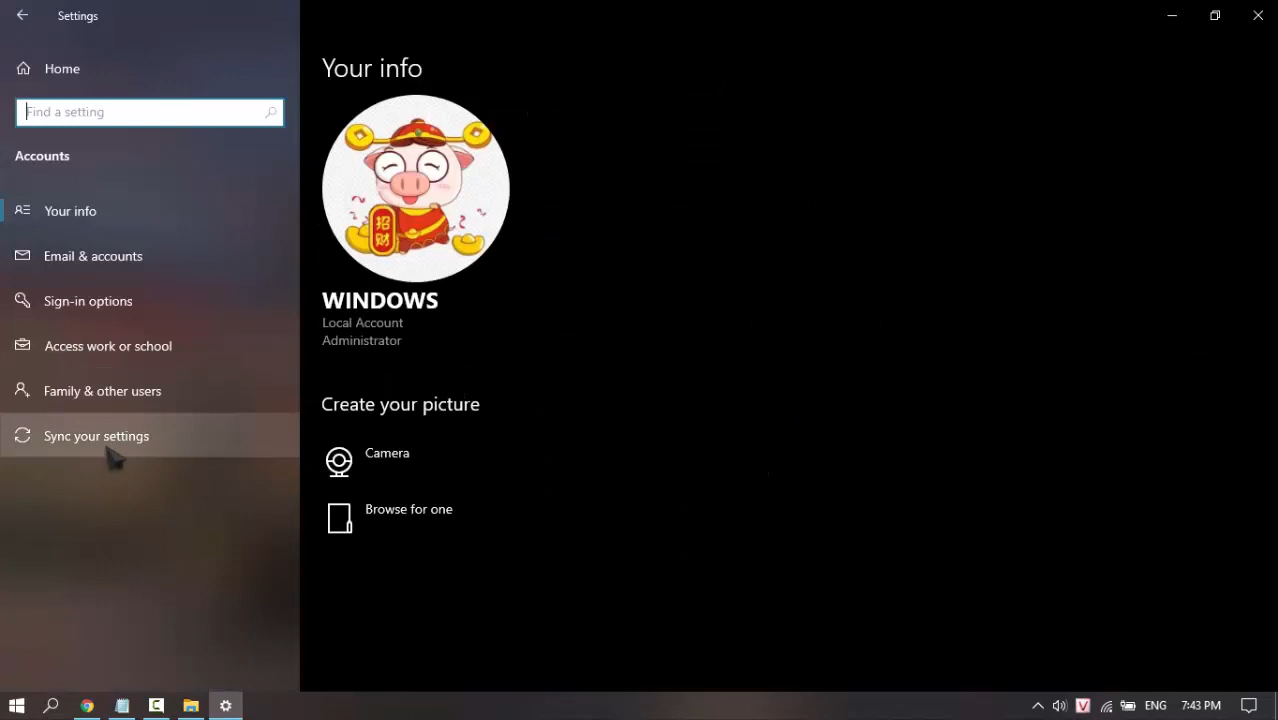 Settings
Home
Find a setting
Accounts
Your info
Email & accounts
Sign-in options
Access work or school
Family & other users
Sync your settings
Your info
招
财
WINDOWS
Local Account
Administrator
Create your picture
Camera
Browse for one
V
ENG
7:43 PM